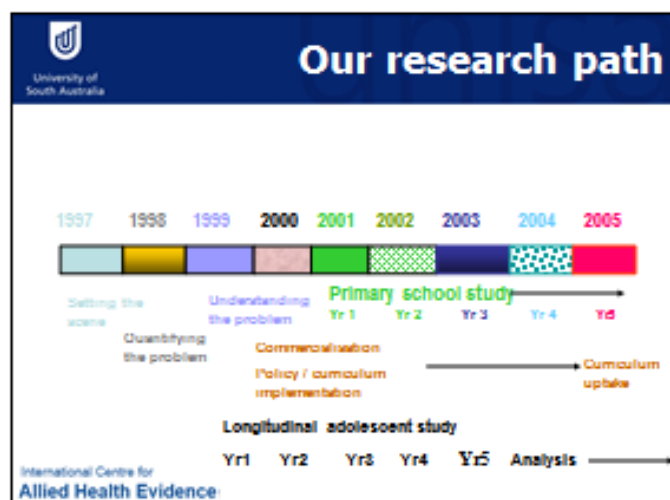 University of
South Australia
Our research path
1997 1998 1999 2000 2001 2002 2003 2004 2005
Setting the
scene
Understanding
the problem
Primary school study
Yr 1 Yr 2 Yr 3 Yr 4 Yr5
Quantifying
the problem
Commercialisation
Policy / curriculum
implementation
Curriculum
uptake
Longitudinal adolescent study
Yr1 Yr2 Yr3 Yr4 Yr5 Analysis
International Centre for
Allied Health Evidence